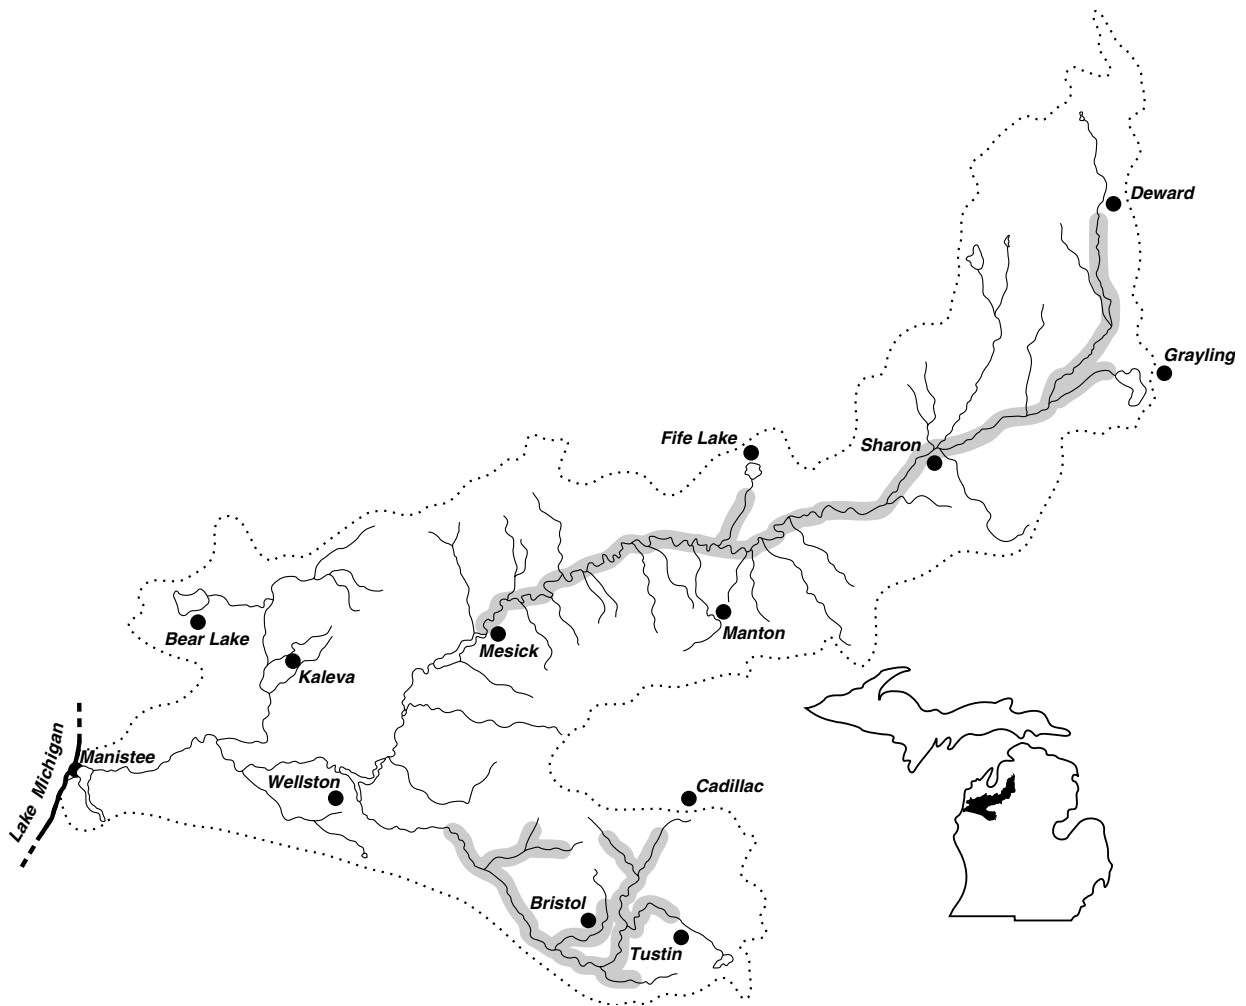 Deward
Grayling
Fife Lake
Sharon
Bear Lake
Manton
Mesick
Kaleva
Lake Michigan
Manistee
Wellston
Cadillac
Bristol
Tustin